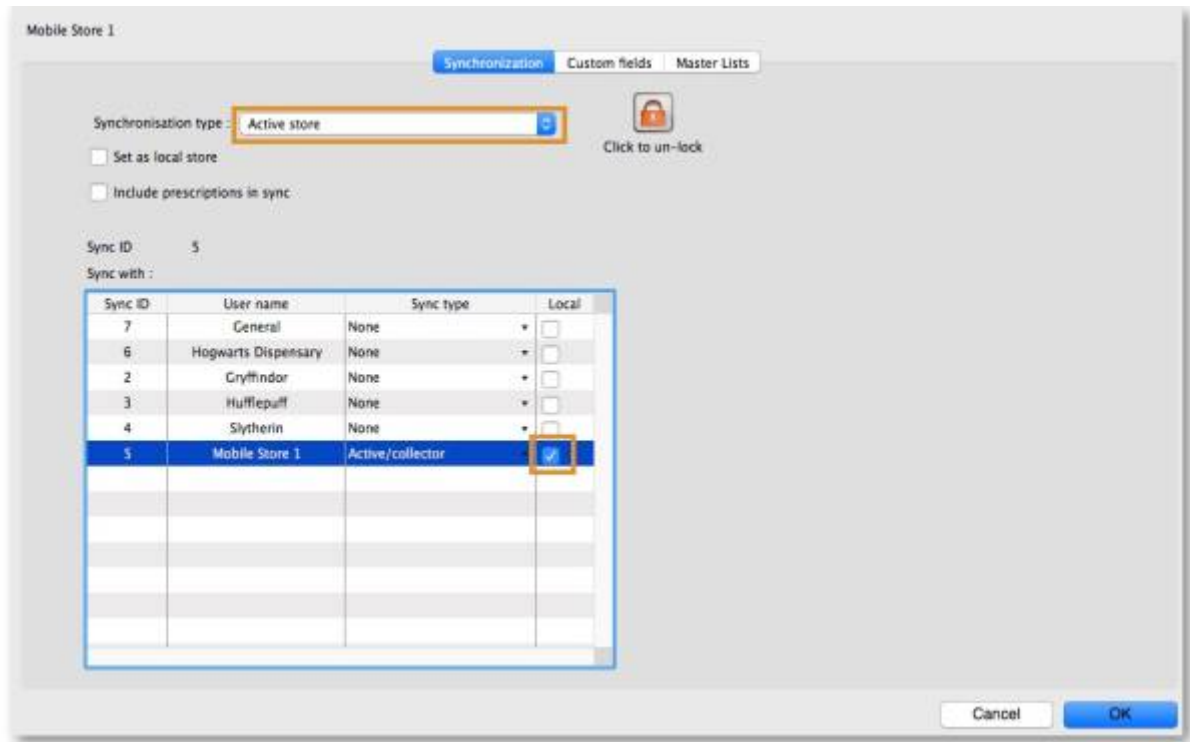 Mobile Store 1
Synchronization Custom fields Master Lists
Synchronisation type : Active store
Click to un-lock
Set as local store
Include prescriptions in sync
Sync ID 5
Sync with :
Sync ID User name Sync type Local
7 General None
6 Hogwarts Dispensary None
2 Gryffindor None
3 Hufflepuff None
4 Slytherin None
5 Mobile Store 1 Active/collector
Cancel OK